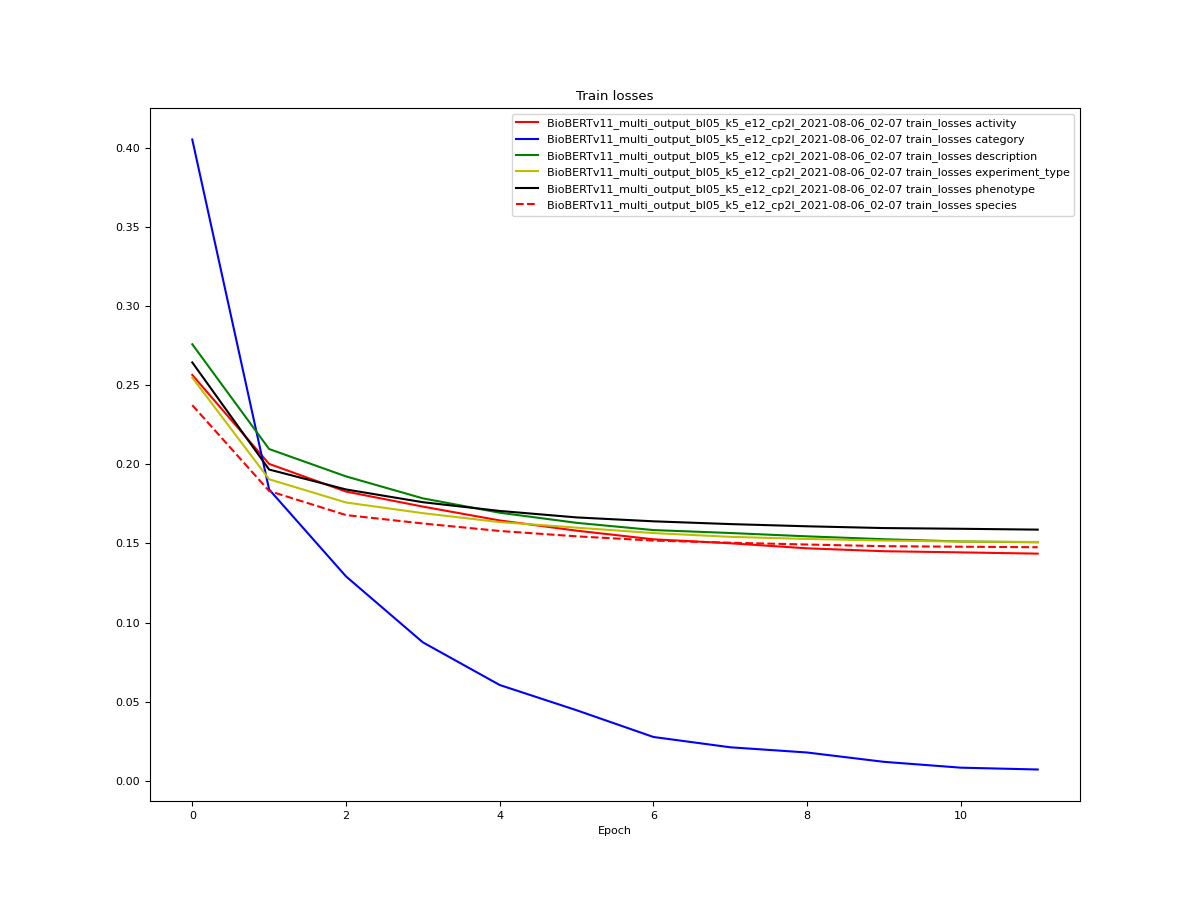 Train losses
BioBERTv11_multi_output_bl05_k5_e12_cp2l_2021-08-06_02-07 train_losses activity
BioBERTv11_multi_output_bl05_k5_e12_cp2l_2021-08-06_02-07 train_losses category
BioBERTv11_multi_output_bl05_k5_e12_cp2l_2021-08-06_02-07 train_losses description
BioBERTv11_multi_output_bl05_k5_e12_cp2l_2021-08-06_02-07 train_losses experiment_type
BioBERTv11_multi_output_bl05_k5_e12_cp2l_2021-08-06_02-07 train_losses phenotype
BioBERTv11_multi_output_bl05_k5_e12_cp2l_2021-08-06_02-07 train_losses species
0.40
0.35
0.30
0.25
0.20
0.15
0.10
0.05
0.00
0 2 4 6 8 10
Epoch